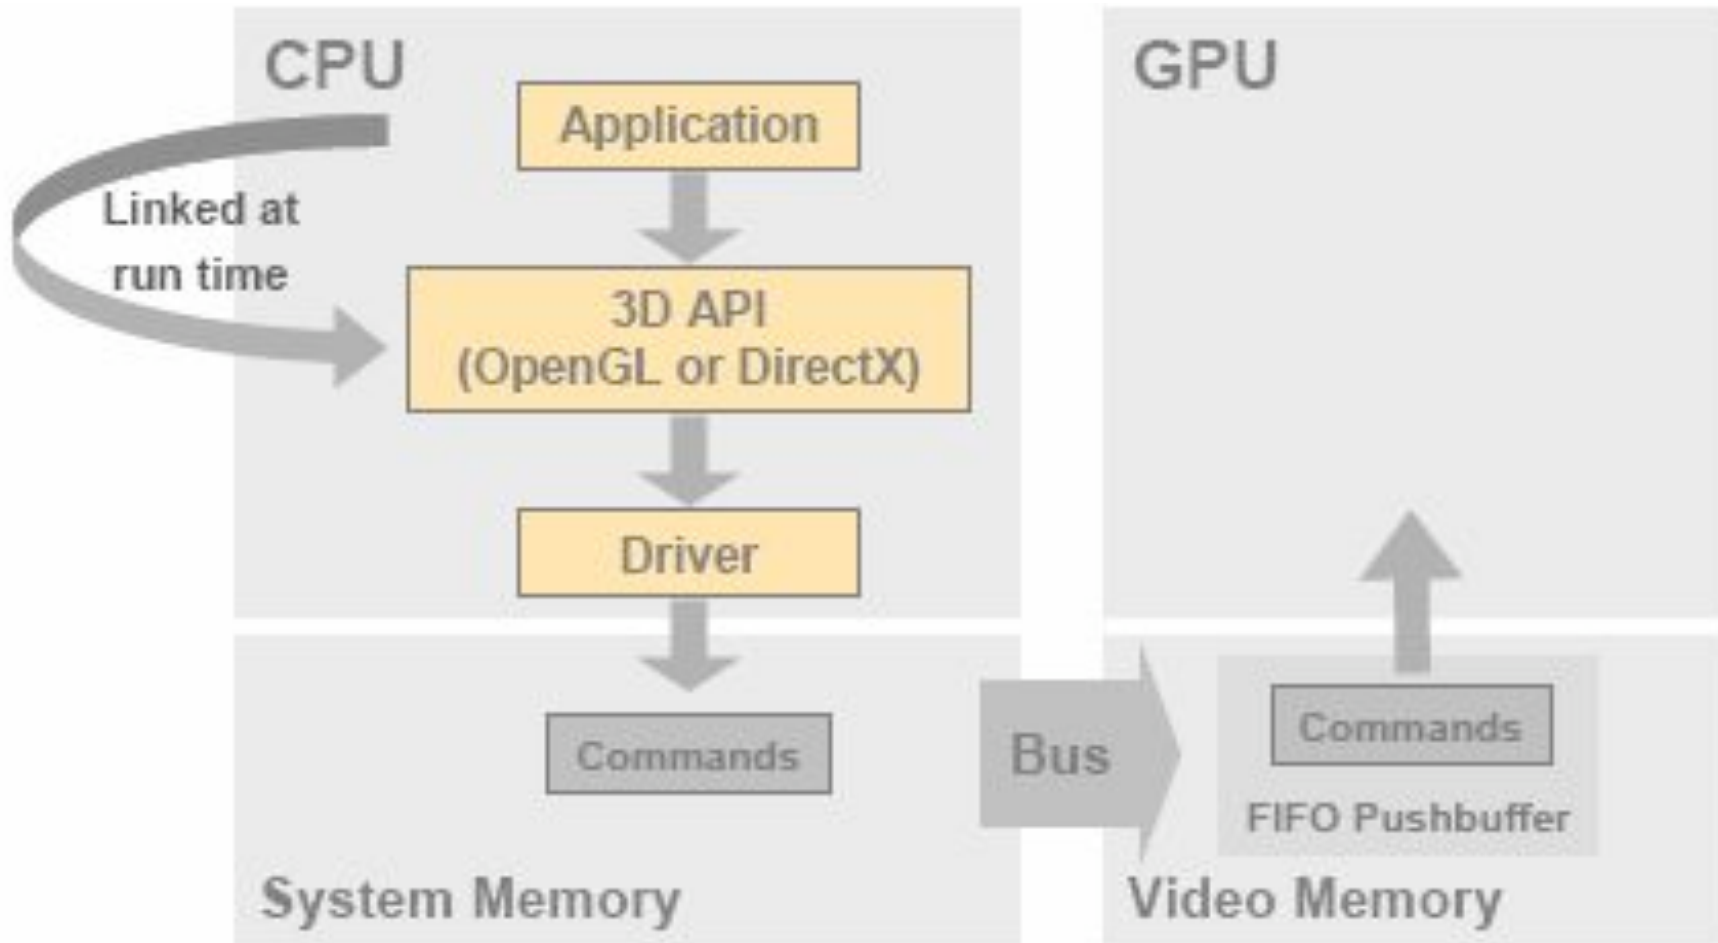 CPU
Application
Linked at
run time
3D API
(OpenGL or DirectX)
Driver
Commands
System Memory
Bus
GPU
Commands
FIFO Pushbuffer
Video Memory